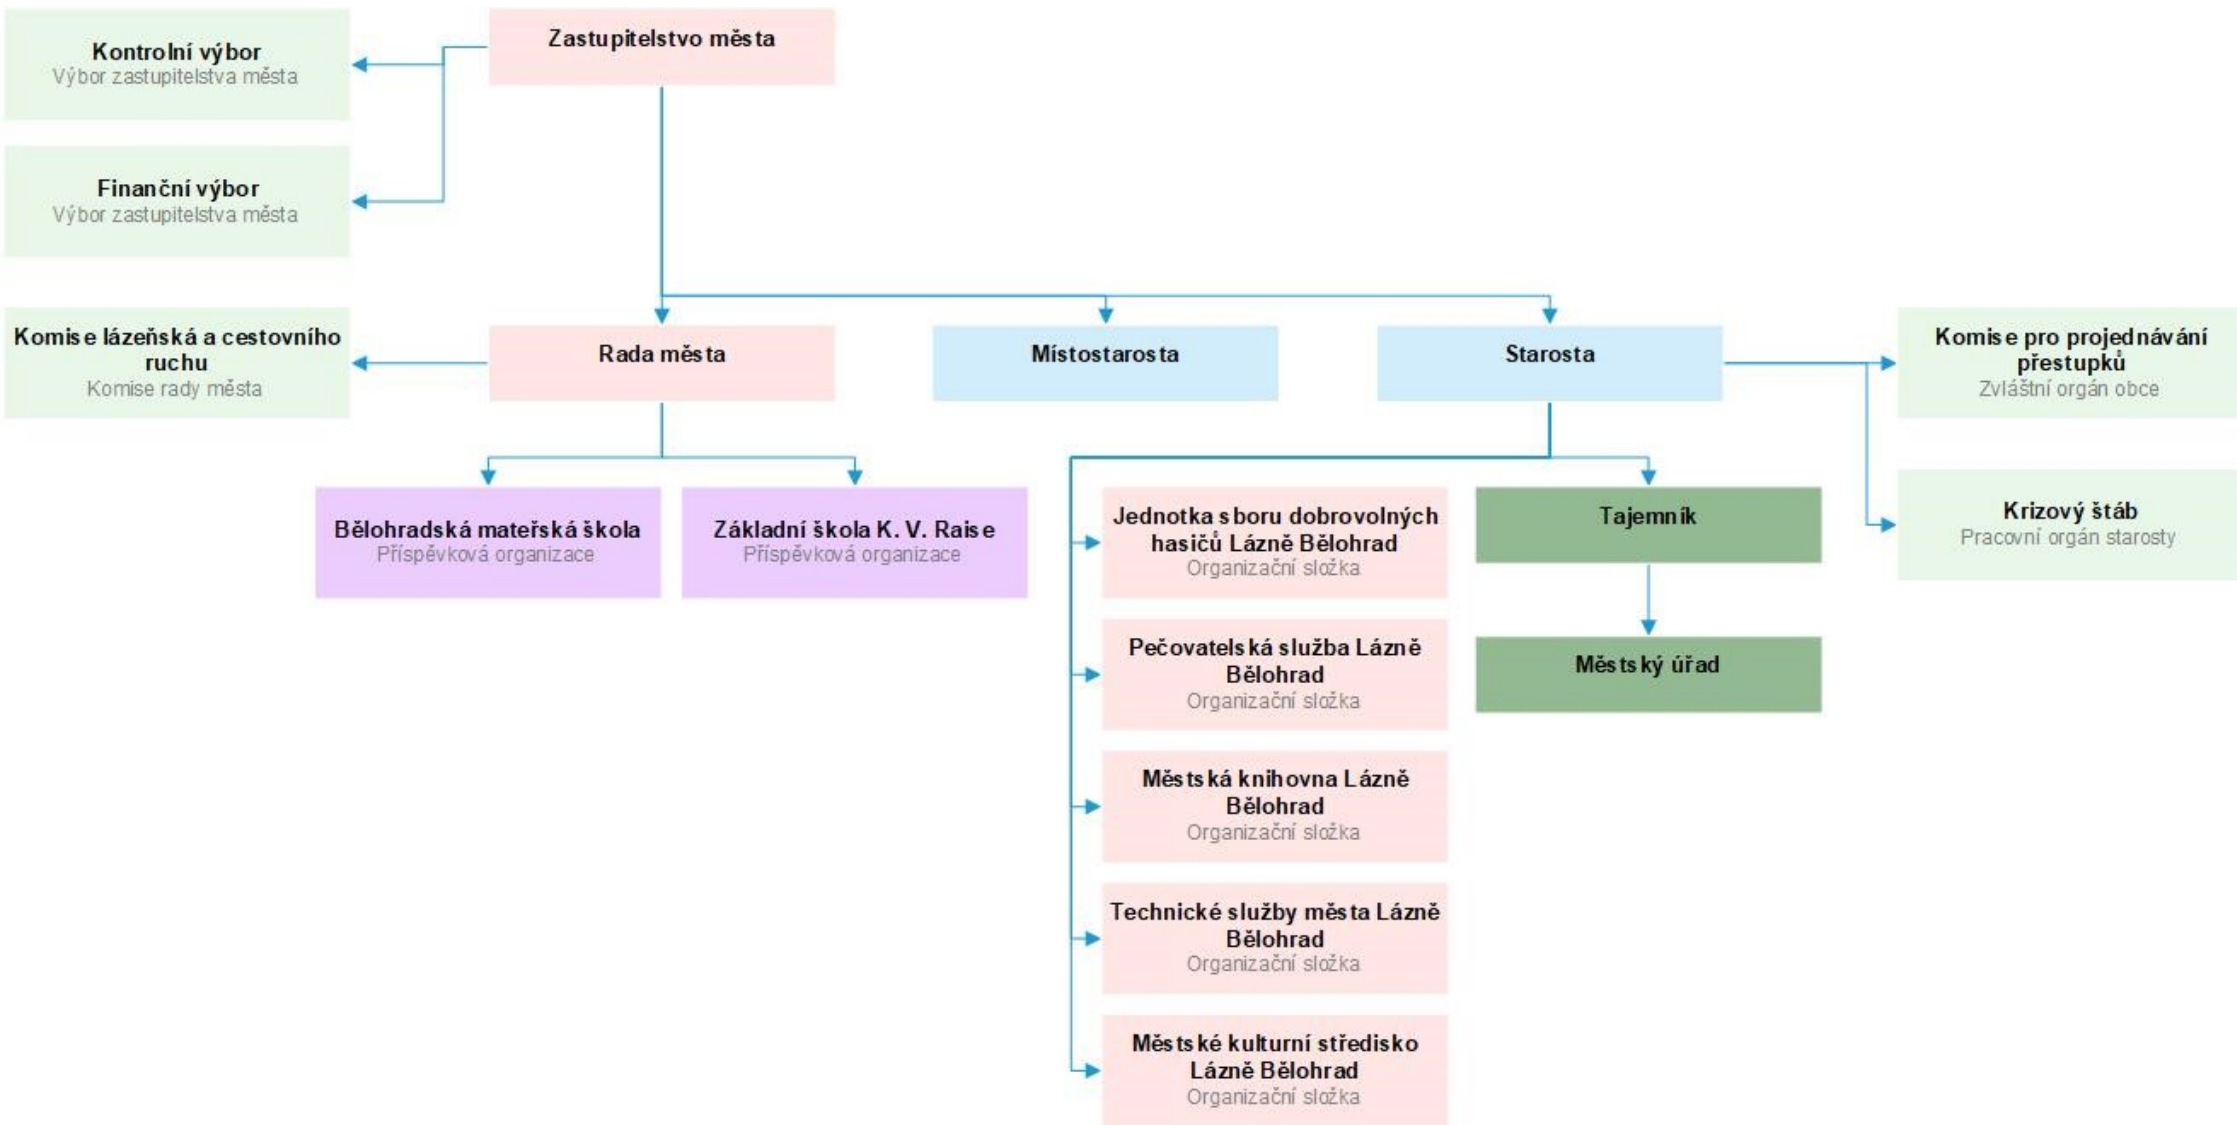 Kontrolní výbor
Výbor zastupitelstva města
Zastupitelstvo města
Finanční výbor
Výbor zastupitelstva města
Komise lázeňská a cestovního
ruchu
Komise rady města
Rada města
Místostarosta
Starosta
Komise pro projednávání
přestupků
Zvláštní orgán obce
Bělohradská mateřská škola
Příspěvková organizace
Základní škola K. V. Raise
Příspěvková organizace
Jednotka sboru dobrovolných
hasičů Lázně Bělohrad
Organizační složka
Tajemník
Krizový štáb
Pracovní orgán starosty
Pečovatelská služba Lázně
Bělohrad
Organizační složka
Městský úřad
Městská knihovna Lázně
Bělohrad
Organizační složka
Technické služby města Lázně
Bělohrad
Organizační složka
Městské kulturní středisko
Lázně Bělohrad
Organizační složka